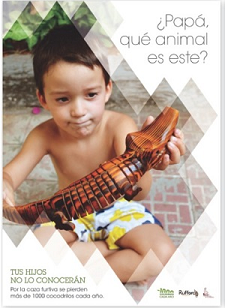 ¿Papá,
qué animal
es este?
TUS HIJOS
NO LO CONOCERÁN
Por la caza furtiva se pierden
más de 1000 cocodrilos cada año.